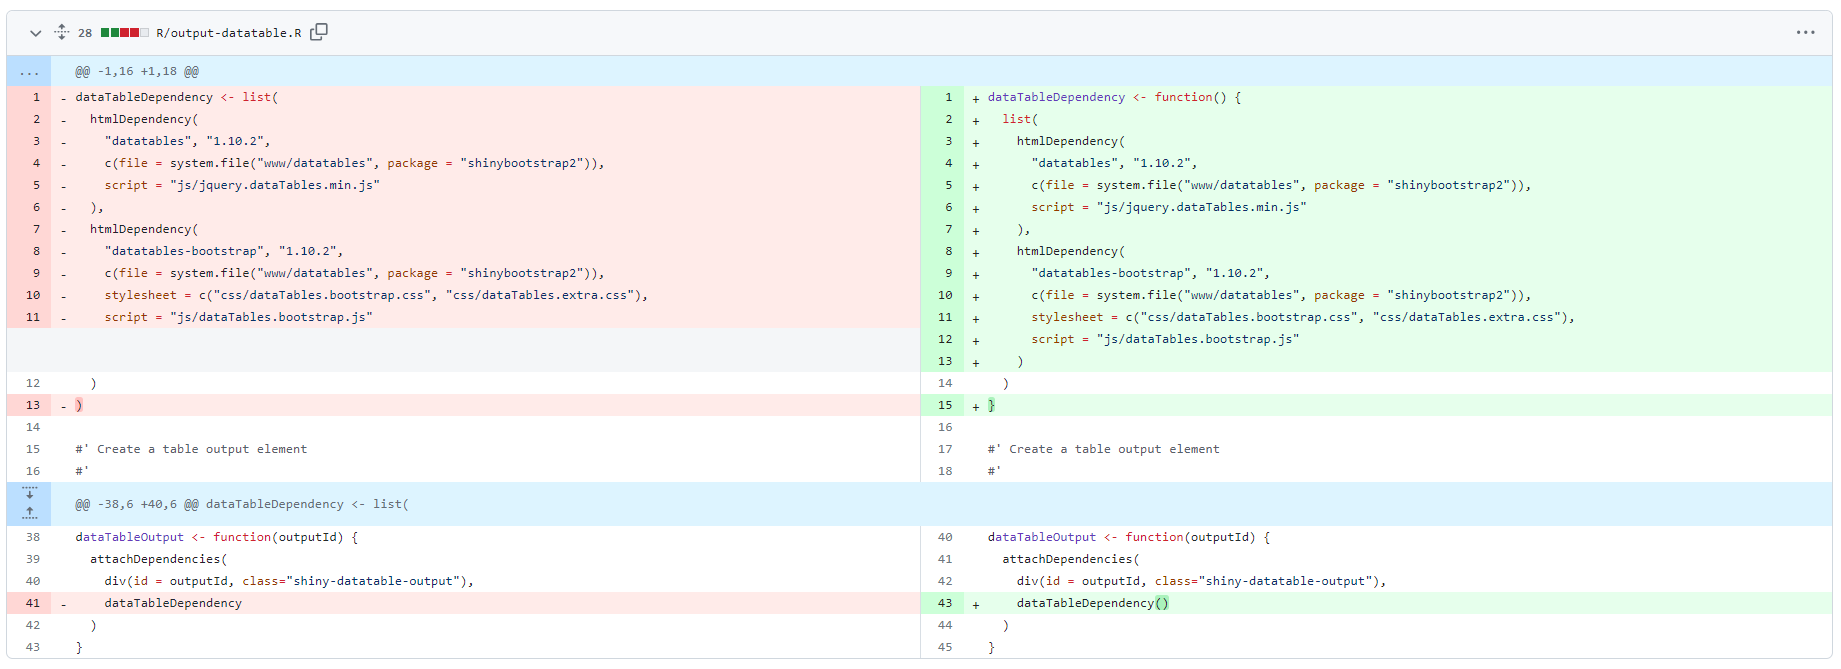 28 R/output-datatable.R
... @@ -1,16 +1,18 @@
1 - dataTableDependency <- list(
2 - htmlDependency(
3 - "datatables", "1.10.2",
4 - c(file = system.file("www/datatables", package = "shinybootstrap2")),
5 - script = "js/jquery.dataTables.min.js"
6 - ),
7 - htmlDependency(
8 - "datatables-bootstrap", "1.10.2",
9 - c(file = system.file("www/datatables", package = "shinybootstrap2")),
10 - stylesheet = c("css/dataTables.bootstrap.css", "css/dataTables.extra.css"),
11 - script = "js/dataTables.bootstrap.js"
12 )
13 - )
14
15 #' Create a table output element
16 #'
1 + dataTableDependency <- function() {
2 + list(
3 + htmlDependency(
4 + "datatables", "1.10.2",
5 + c(file = system.file("www/datatables", package = "shinybootstrap2")),
6 + script = "js/jquery.dataTables.min.js"
7 + ),
8 + htmlDependency(
9 + "datatables-bootstrap", "1.10.2",
10 + c(file = system.file("www/datatables", package = "shinybootstrap2")),
11 + stylesheet = c("css/dataTables.bootstrap.css", "css/dataTables.extra.css"),
12 + script = "js/dataTables.bootstrap.js"
13 + )
14 )
15 + }
16
17 #' Create a table output element
18 #'
@@ -38,6 +40,6 @@ dataTableDependency <- list(
38 dataTableOutput <- function(outputId) {
39 attachDependencies(
40 div(id = outputId, class="shiny-datatable-output"),
41 - dataTableDependency
42 )
43 }
40 dataTableOutput <- function(outputId) {
41 attachDependencies(
42 div(id = outputId, class="shiny-datatable-output"),
43 + dataTableDependency()
44 )
45 }